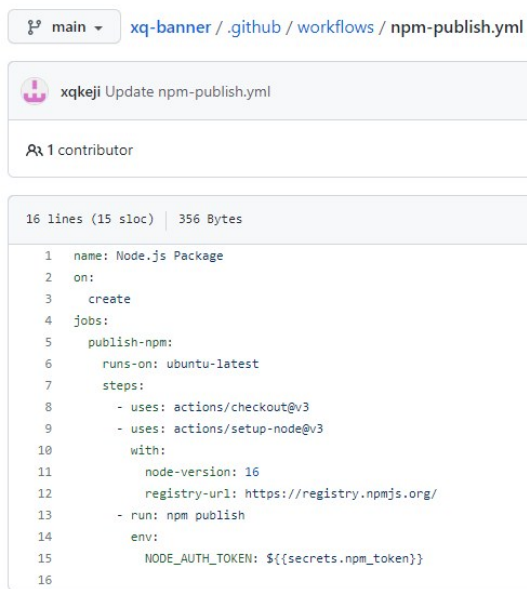 main
xq-banner / .github / workflows / npm-publish.yml
xqkeji Update npm-publish.yml
1 contributor
16 lines (15 sloc) 356 Bytes
1 name: Node.js Package
2 on:
3   create
4 jobs:
5   publish-npm:
6     runs-on: ubuntu-latest
7     steps:
8       - uses: actions/checkout@v3
9       - uses: actions/setup-node@v3
10         with:
11           node-version: 16
12           registry-url: https://registry.npmjs.org/
13       - run: npm publish
14         env:
15           NODE_AUTH_TOKEN: ${{secrets.npm_token}}
16